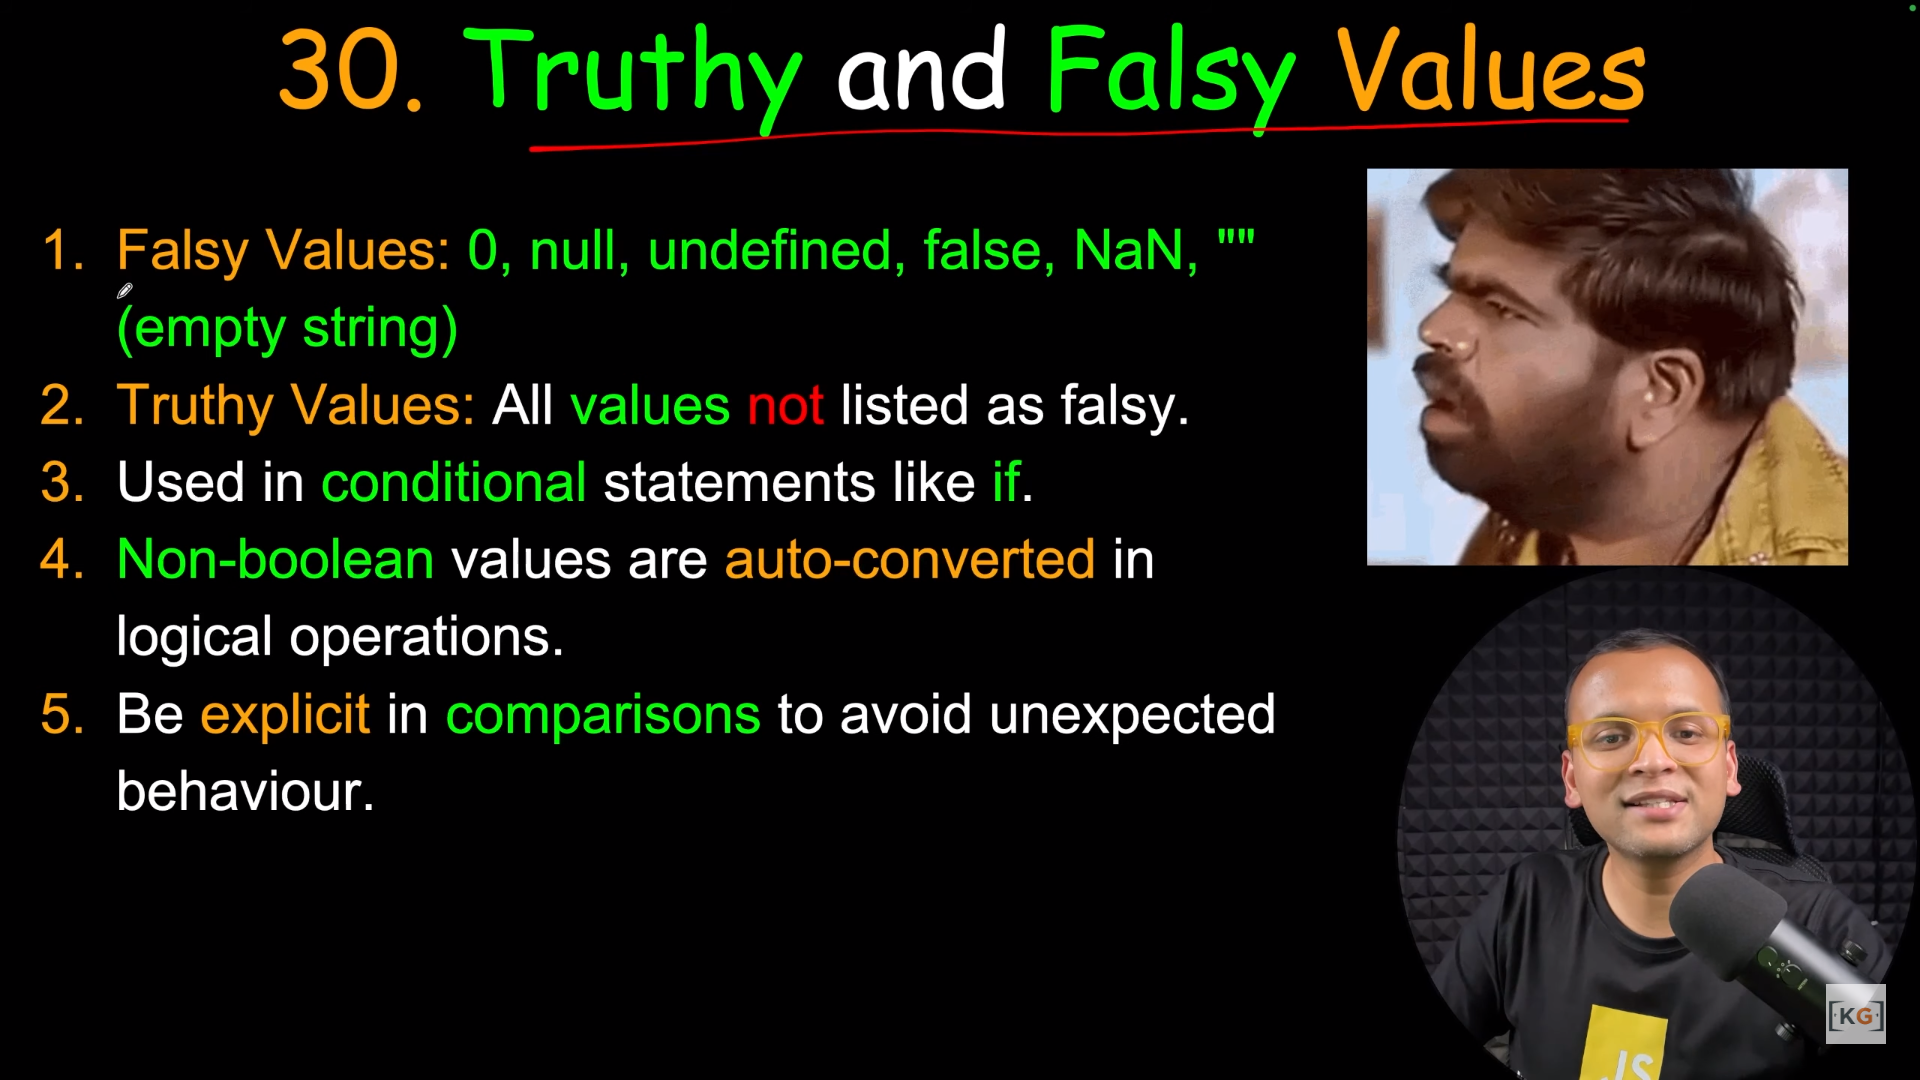 30. Truthy and Falsy Values
1. Falsy Values: 0, null, undefined, false, NaN, ""
(empty string)
2. Truthy Values: All values not listed as falsy.
3. Used in conditional statements like if.
4. Non-boolean values are auto-converted in
logical operations.
5. Be explicit in comparisons to avoid unexpected
behaviour.
JS
[KG]